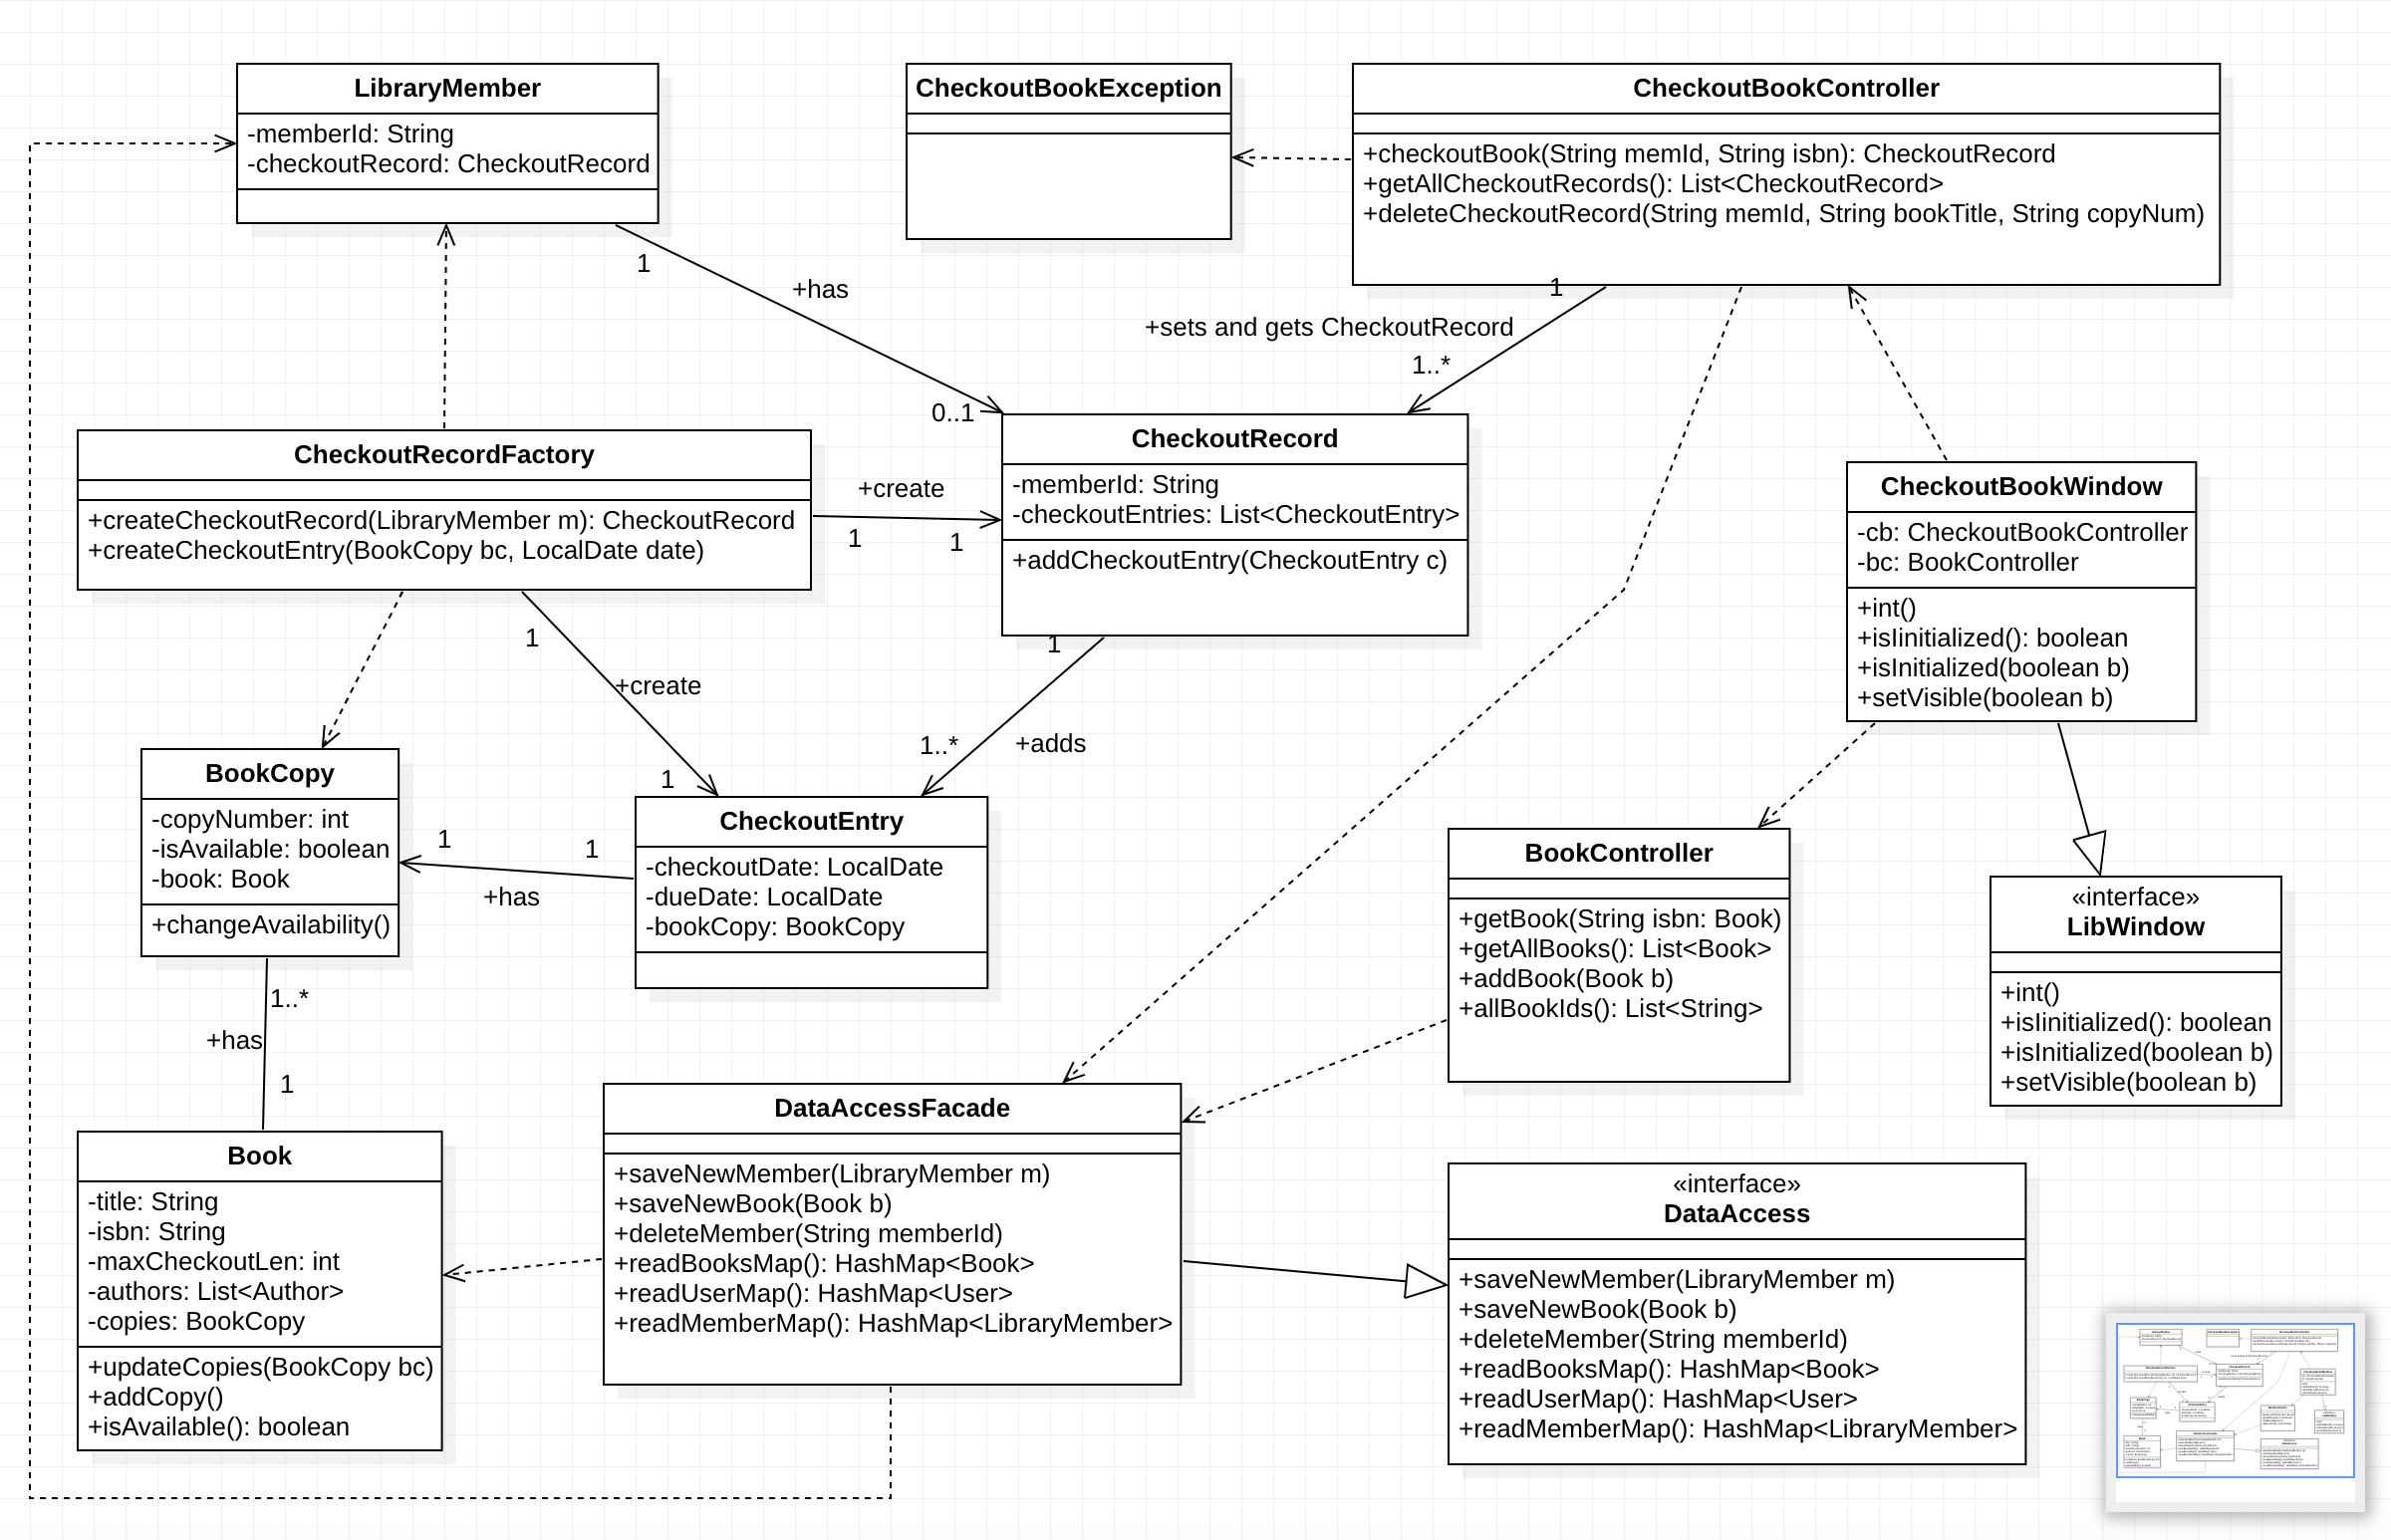 LibraryMember
-memberId: String
-checkoutRecord: CheckoutRecord
CheckoutBookException
CheckoutBookController
+checkoutBook(String memId, String isbn): CheckoutRecord
+getAllCheckoutRecords(): List<CheckoutRecord>
+deleteCheckoutRecord(String memId, String bookTitle, String copyNum)
1
+has
0..1
1
+sets and gets CheckoutRecord
1..*
CheckoutRecordFactory
+createCheckoutRecord(LibraryMember m): CheckoutRecord
+createCheckoutEntry(BookCopy bc, LocalDate date)
+create
1
1
CheckoutRecord
-memberId: String
-checkoutEntries: List<CheckoutEntry>
+addCheckoutEntry(CheckoutEntry c)
CheckoutBookWindow
-cb: CheckoutBookController
-bc: BookController
+int()
+isIinitialized(): boolean
+isInitialized(boolean b)
+setVisible(boolean b)
1
+create
1
1
1..*
+adds
BookCopy
-copyNumber: int
-isAvailable: boolean
-book: Book
+changeAvailability()
1
1
+has
CheckoutEntry
-checkoutDate: LocalDate
-dueDate: LocalDate
-bookCopy: BookCopy
BookController
+getBook(String isbn: Book)
+getAllBooks(): List<Book>
+addBook(Book b)
+allBookIds(): List<String>
«interface»
LibWindow
+int()
+isIinitialized(): boolean
+isInitialized(boolean b)
+setVisible(boolean b)
1..*
+has
1
Book
-title: String
-isbn: String
-maxCheckoutLen: int
-authors: List<Author>
-copies: BookCopy
+updateCopies(BookCopy bc)
+addCopy()
+isAvailable(): boolean
DataAccessFacade
+saveNewMember(LibraryMember m)
+saveNewBook(Book b)
+deleteMember(String memberId)
+readBooksMap(): HashMap<Book>
+readUserMap(): HashMap<User>
+readMemberMap(): HashMap<LibraryMember>
«interface»
DataAccess
+saveNewMember(LibraryMember m)
+saveNewBook(Book b)
+deleteMember(String memberId)
+readBooksMap(): HashMap<Book>
+readUserMap(): HashMap<User>
+readMemberMap(): HashMap<LibraryMember>